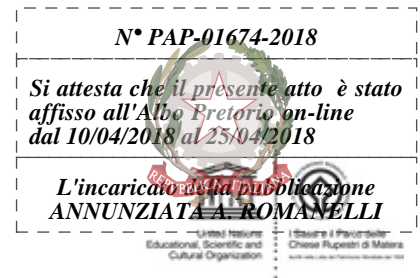 N° PAP-01674-2018
Si attesta che il presente atto è stato
affisso all'Albo Pretorio on-line
dal 10/04/2018 al 25/04/2018
L'incaricato della pubblicazione
ANNUNZIATA A. ROMANELLI
REPVBBLICA ITALIANA
United Nations
Educational, Scientific and
Cultural Organization
I Sassi e il Parco delle
Chiese Rupestri di Matera